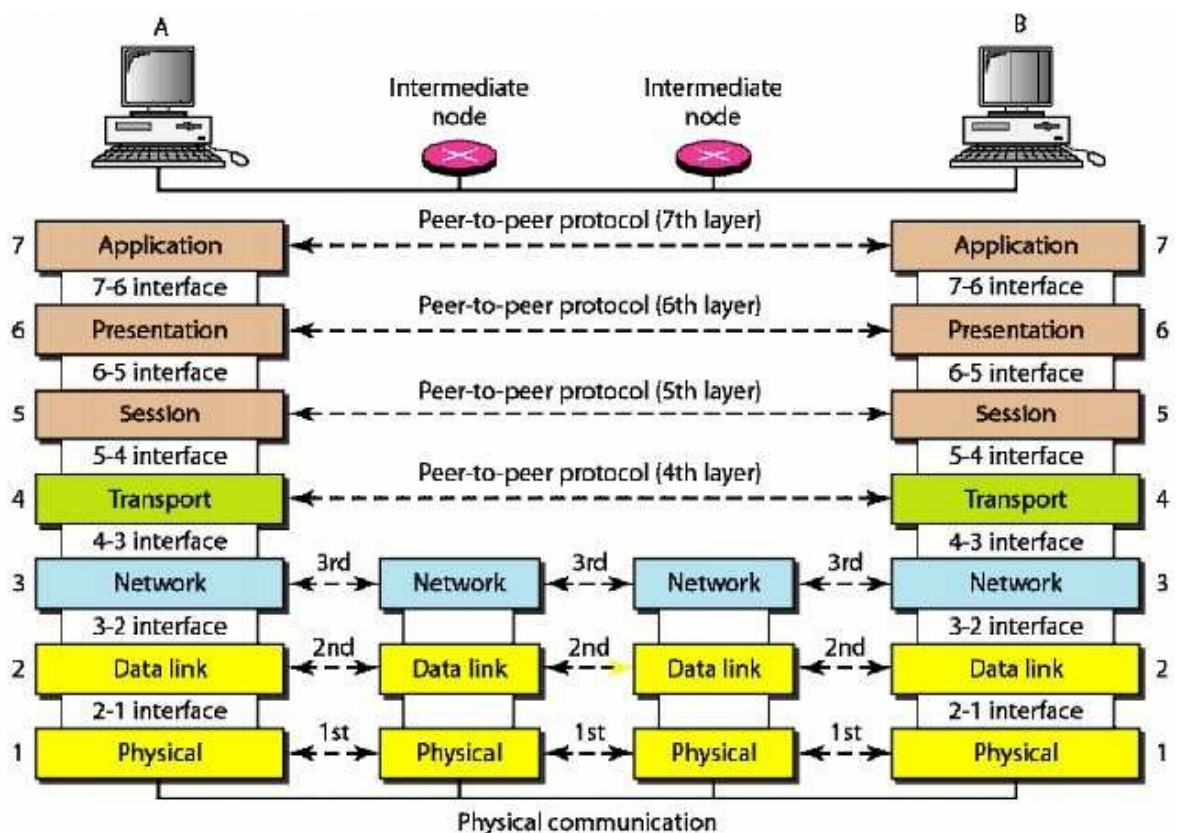 A
B
Intermediate
node
Intermediate
node
Peer-to-peer protocol (7th layer)
7 Application
Application 7
7-6 interface
7-6 interface
Peer-to-peer protocol (6th layer)
6 Presentation
Presentation 6
6-5 interface
6-5 interface
Peer-to-peer protocol (5th layer)
5 Session
Session 5
5-4 interface
5-4 interface
Peer-to-peer protocol (4th layer)
4 Transport
Transport 4
4-3 interface
4-3 interface
3 Network 3rd Network 3rd Network 3rd Network 3
3-2 interface
3-2 interface
2 Data link 2nd Data link 2nd Data link 2nd Data link 2
2-1 interface
2-1 interface
1 Physical 1st Physical 1st Physical 1st Physical 1
Physical communication